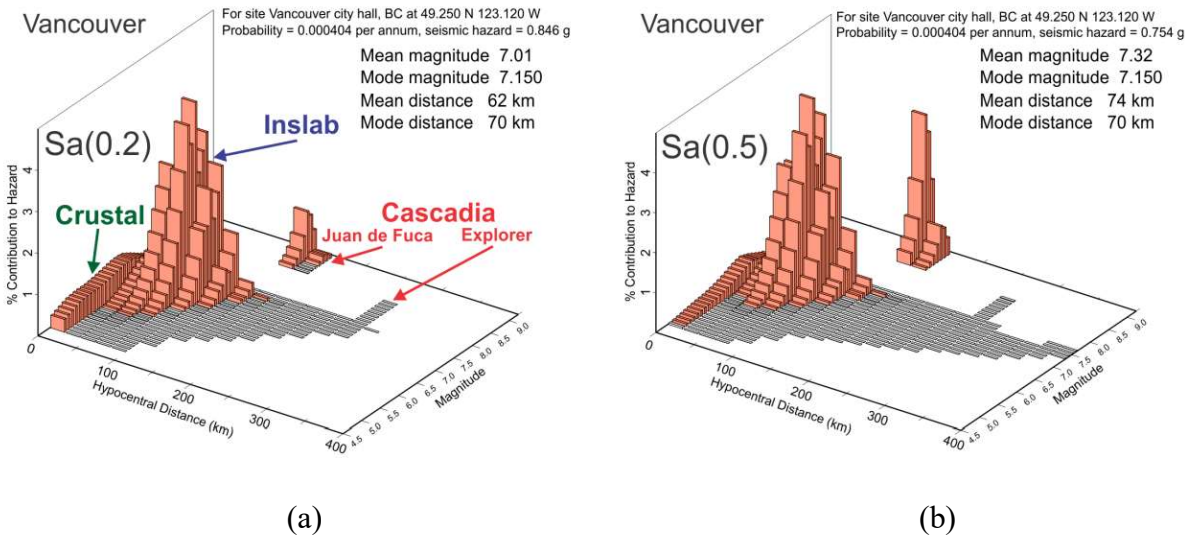 Vancouver
For site Vancouver city hall, BC at 49.250 N 123.120 W
Probability = 0.000404 per annum, seismic hazard = 0.846 g
Mean magnitude 7.01
Mode magnitude 7.150
Mean distance 62 km
Mode distance 70 km
Sa(0.2)
Inslab
Crustal
Cascadia
Juan de Fuca
Explorer
% Contribution to Hazard
1
2
3
4
0
100
200
300
400
Hypocentral Distance (km)
4.5
5.0
5.5
6.0
6.5
7.0
7.5
8.0
8.5
9.0
Magnitude
(a)
Vancouver
For site Vancouver city hall, BC at 49.250 N 123.120 W
Probability = 0.000404 per annum, seismic hazard = 0.754 g
Mean magnitude 7.32
Mode magnitude 7.150
Mean distance 74 km
Mode distance 70 km
Sa(0.5)
% Contribution to Hazard
1
2
3
4
0
100
200
300
400
Hypocentral Distance (km)
4.5
5.0
5.5
6.0
6.5
7.0
7.5
8.0
8.5
9.0
Magnitude
(b)